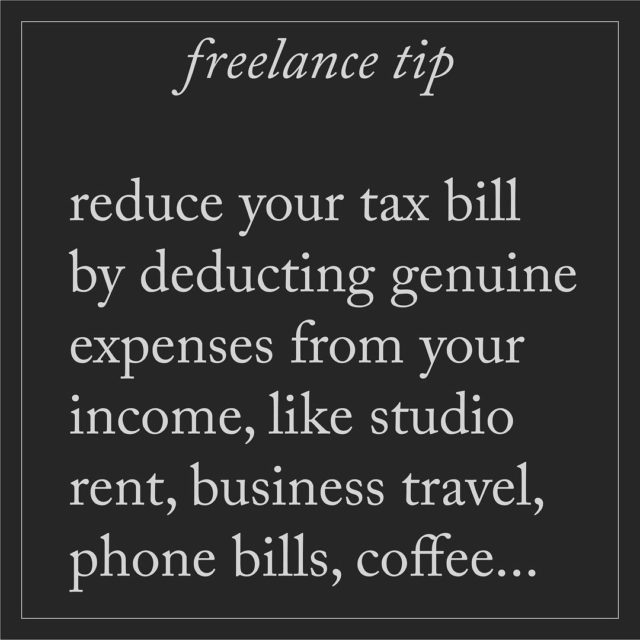 freelance tip
reduce your tax bill
by deducting genuine
expenses from your
income, like studio
rent, business travel,
phone bills, coffee...